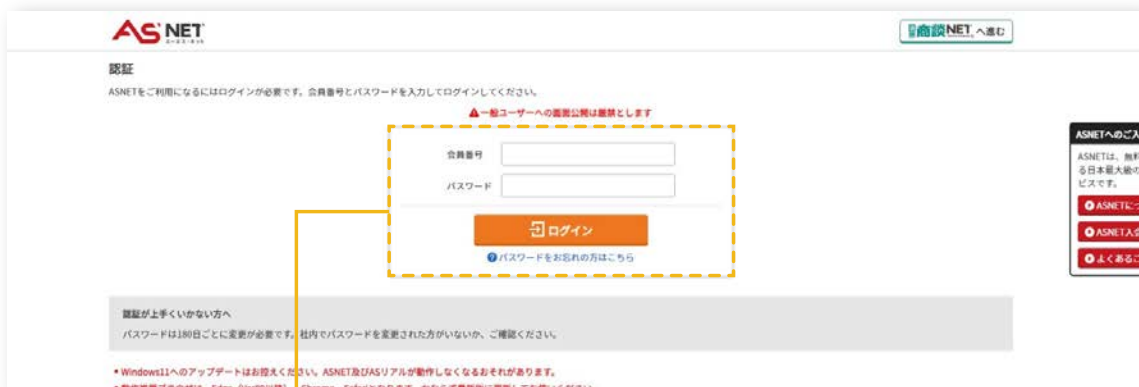 AS NET
エーエス・ネット
商談NET へ進む
認証
ASNETをご利用になるにはログインが必要です。会員番号とパスワードを入力してログインしてください。
一般ユーザーへの画面公開は厳禁とします
会員番号
パスワード
ログイン
パスワードをお忘れの方はこちら
ASNETへのご入
ASNETは、無料
る日本最大級の
ビスです。
ASNETにつ
ASNET入会
よくあるご
認証が上手くいかない方へ
パスワードは180日ごとに変更が必要です。社内でパスワードを変更された方がいないか、ご確認ください。
Windows11へのアップデートはお控えください。ASNET及びASリアルが動作しなくなるおそれがあります。